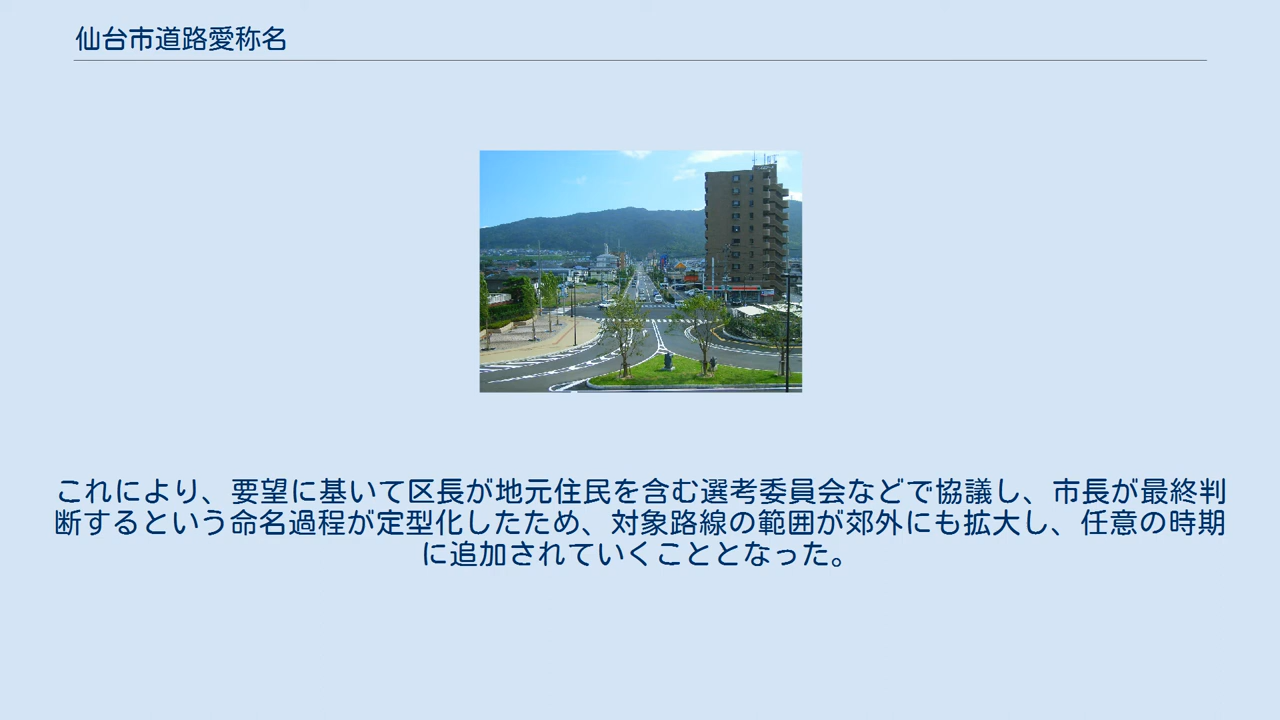 仙台市道路愛称名
これにより、要望に基いて区長が地元住民を含む選考委員会などで協議し、市長が最終判
断するという命名過程が定型化したため、対象路線の範囲が郊外にも拡大し、任意の時期
に追加されていくこととなった。